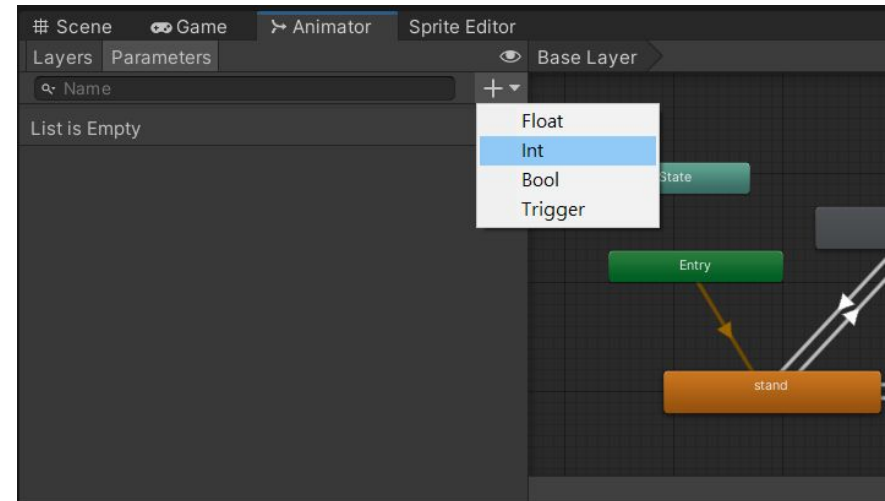 Scene Game Animator Sprite Editor
Layers Parameters Base Layer
Name
List is Empty
Float
Int
Bool
Trigger
State
Entry
stand